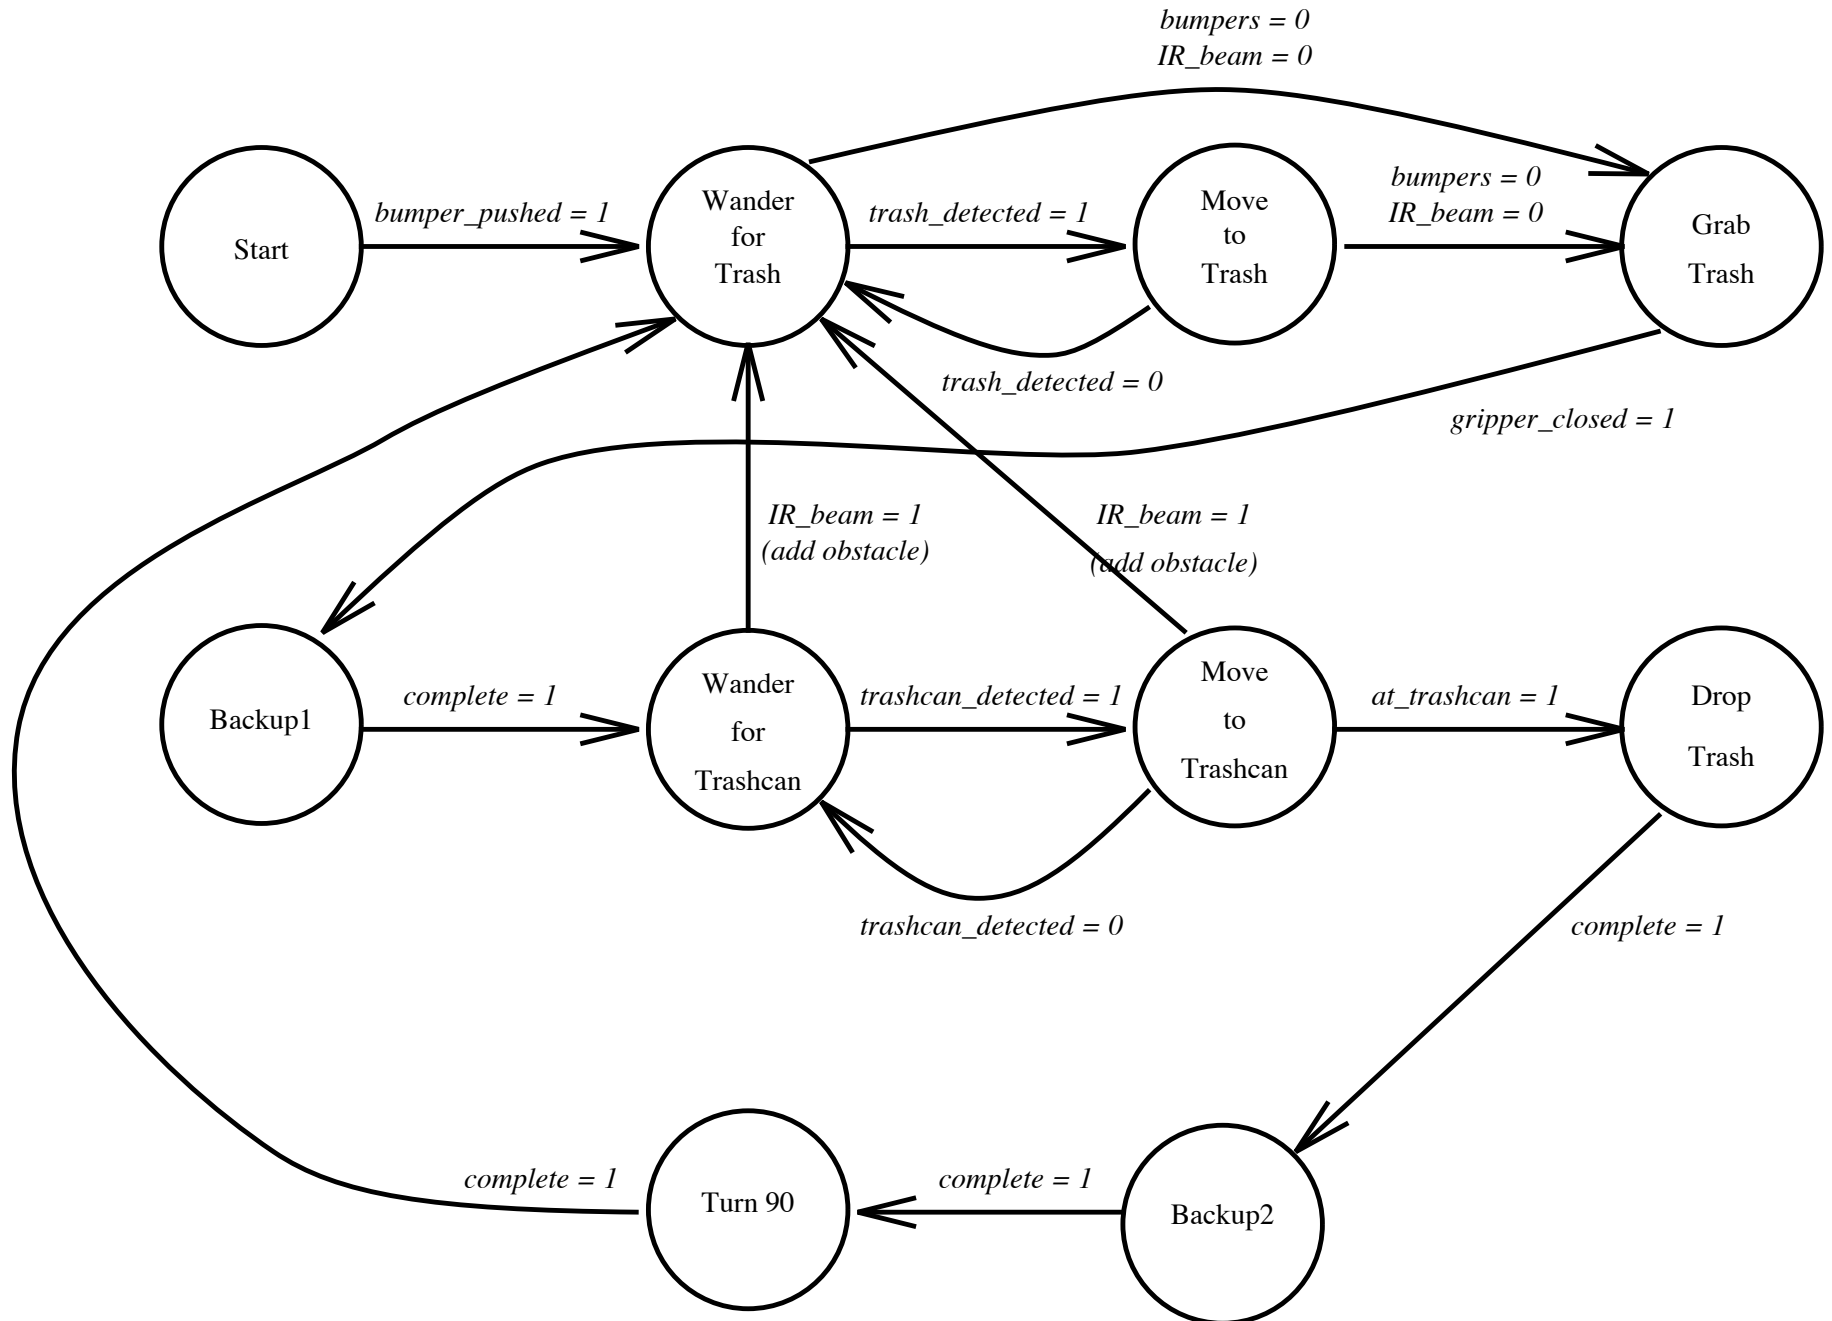 bumpers = 0
IR_beam = 0
Start
bumper_pushed = 1
Wander
for
Trash
trash_detected = 1
Move
to
Trash
bumpers = 0
IR_beam = 0
Grab
Trash
trash_detected = 0
gripper_closed = 1
IR_beam = 1
(add obstacle)
IR_beam = 1
(add obstacle)
Backup1
complete = 1
Wander
for
Trashcan
trashcan_detected = 1
Move
to
Trashcan
at_trashcan = 1
Drop
Trash
trashcan_detected = 0
complete = 1
complete = 1
Turn 90
complete = 1
Backup2